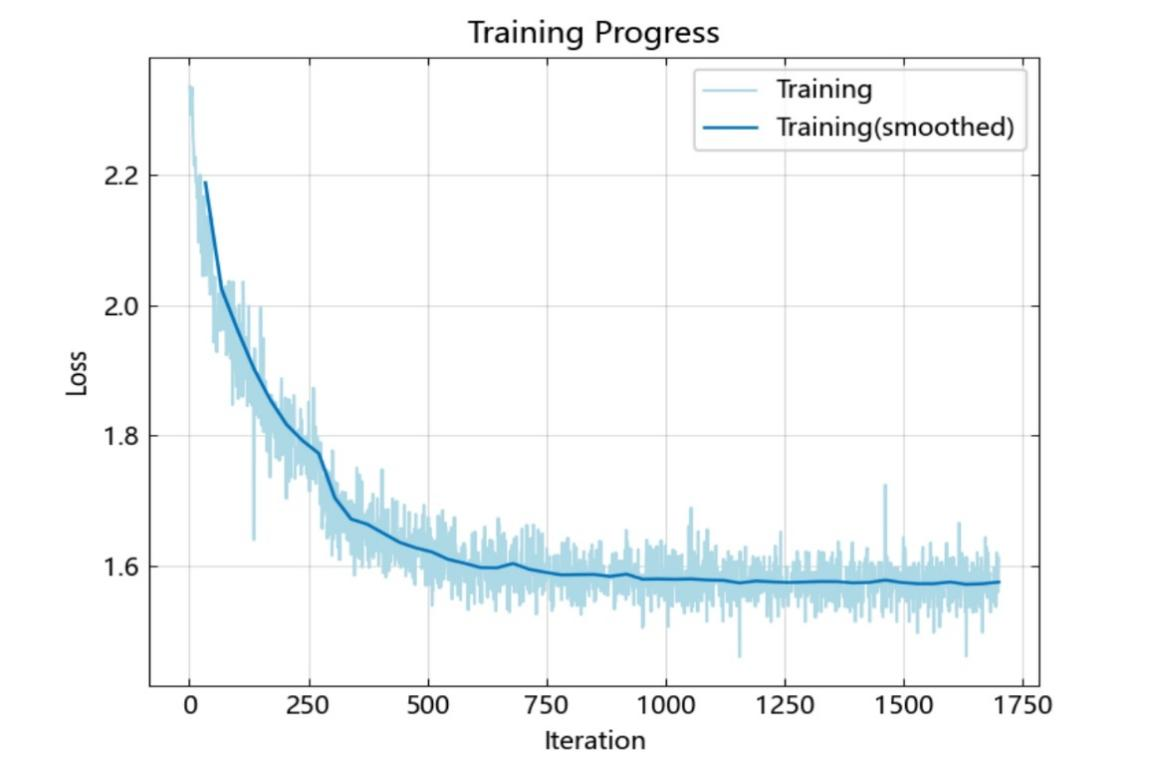 Training Progress
Training
Training(smoothed)
2.2
2.0
1.8
1.6
Loss
0 250 500 750 1000 1250 1500 1750
Iteration